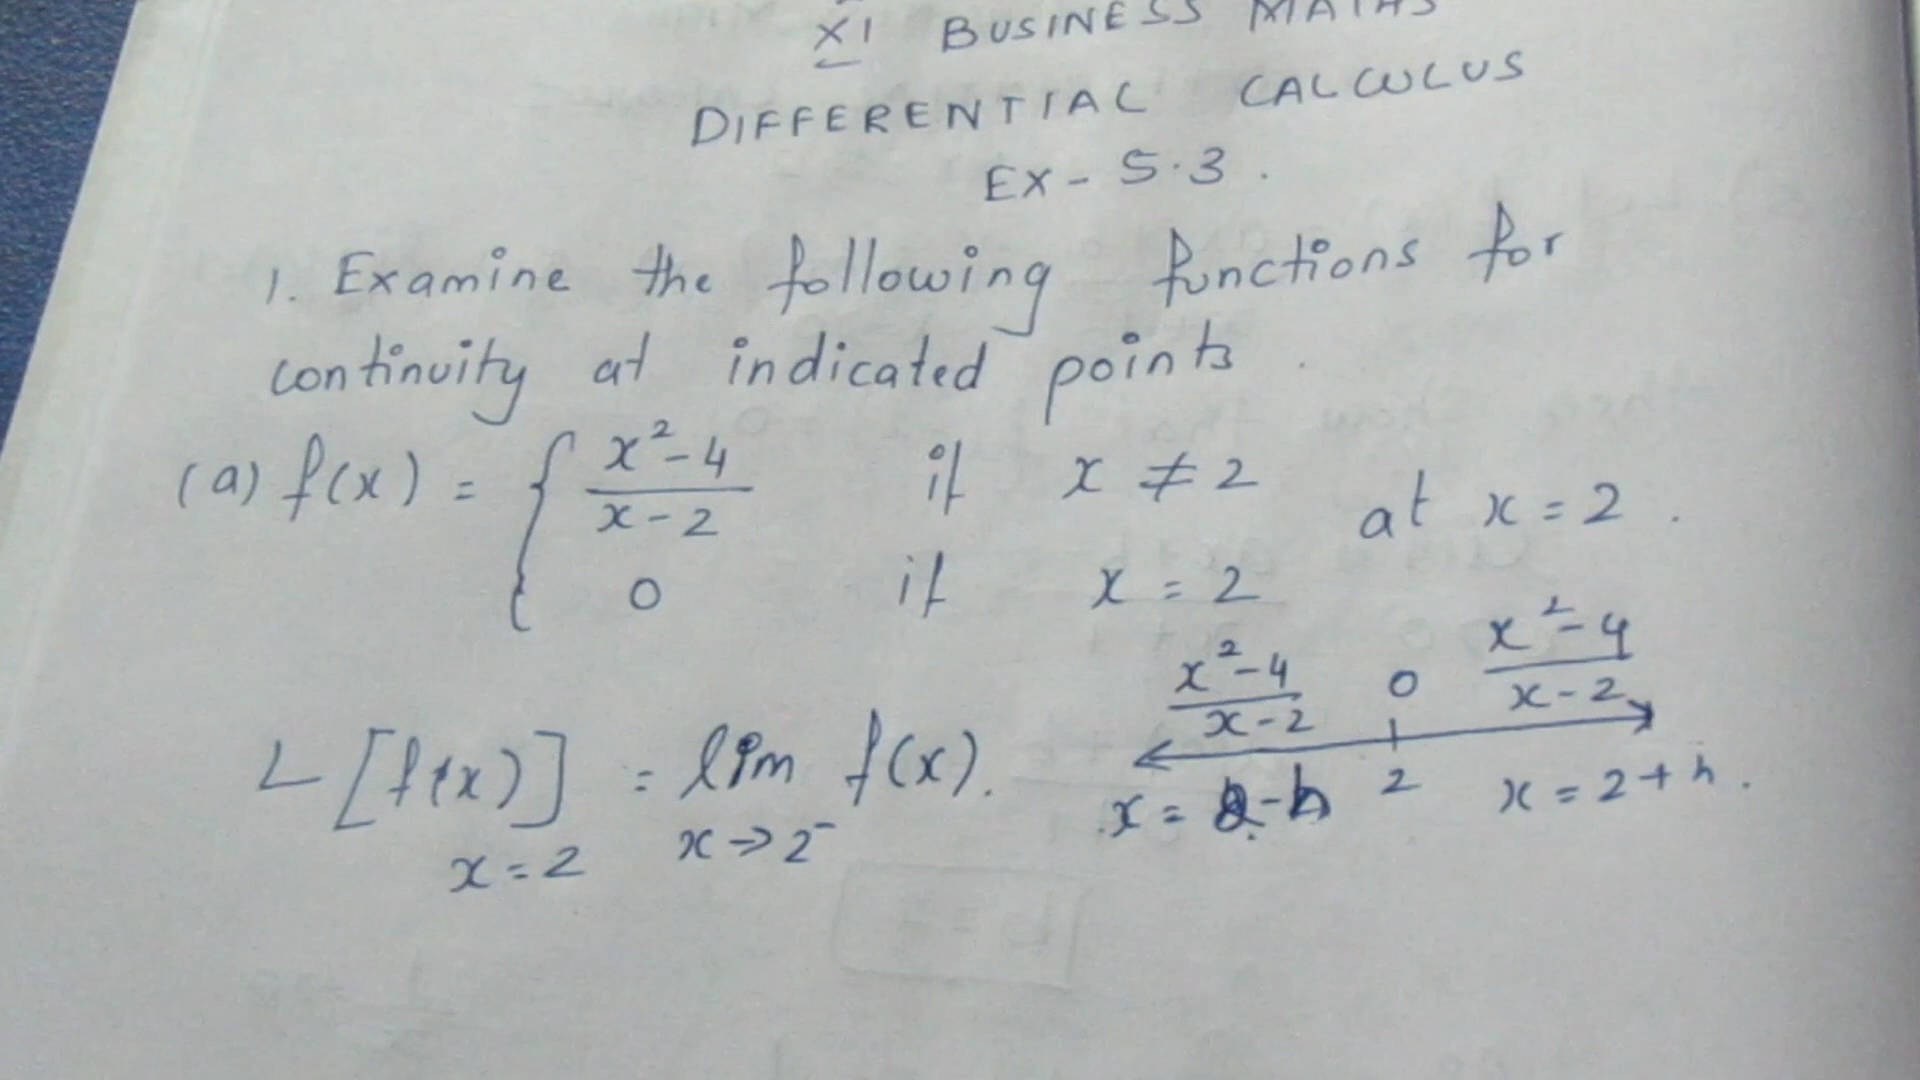 XI BUSINESS MATHS
DIFFERENTIAL CALCULUS
EX - 5.3.
1. Examine the following functions for
continuity at indicated points.
(a) f(x) = { (x² - 4)/(x - 2) if x ≠ 2
0 if x = 2
at x = 2.
(x² - 4)/(x - 2) 0 (x² - 4)/(x - 2)
x = 2 - h 2 x = 2 + h.
L [f(x)] x = 2 = lim x → 2⁻ f(x).